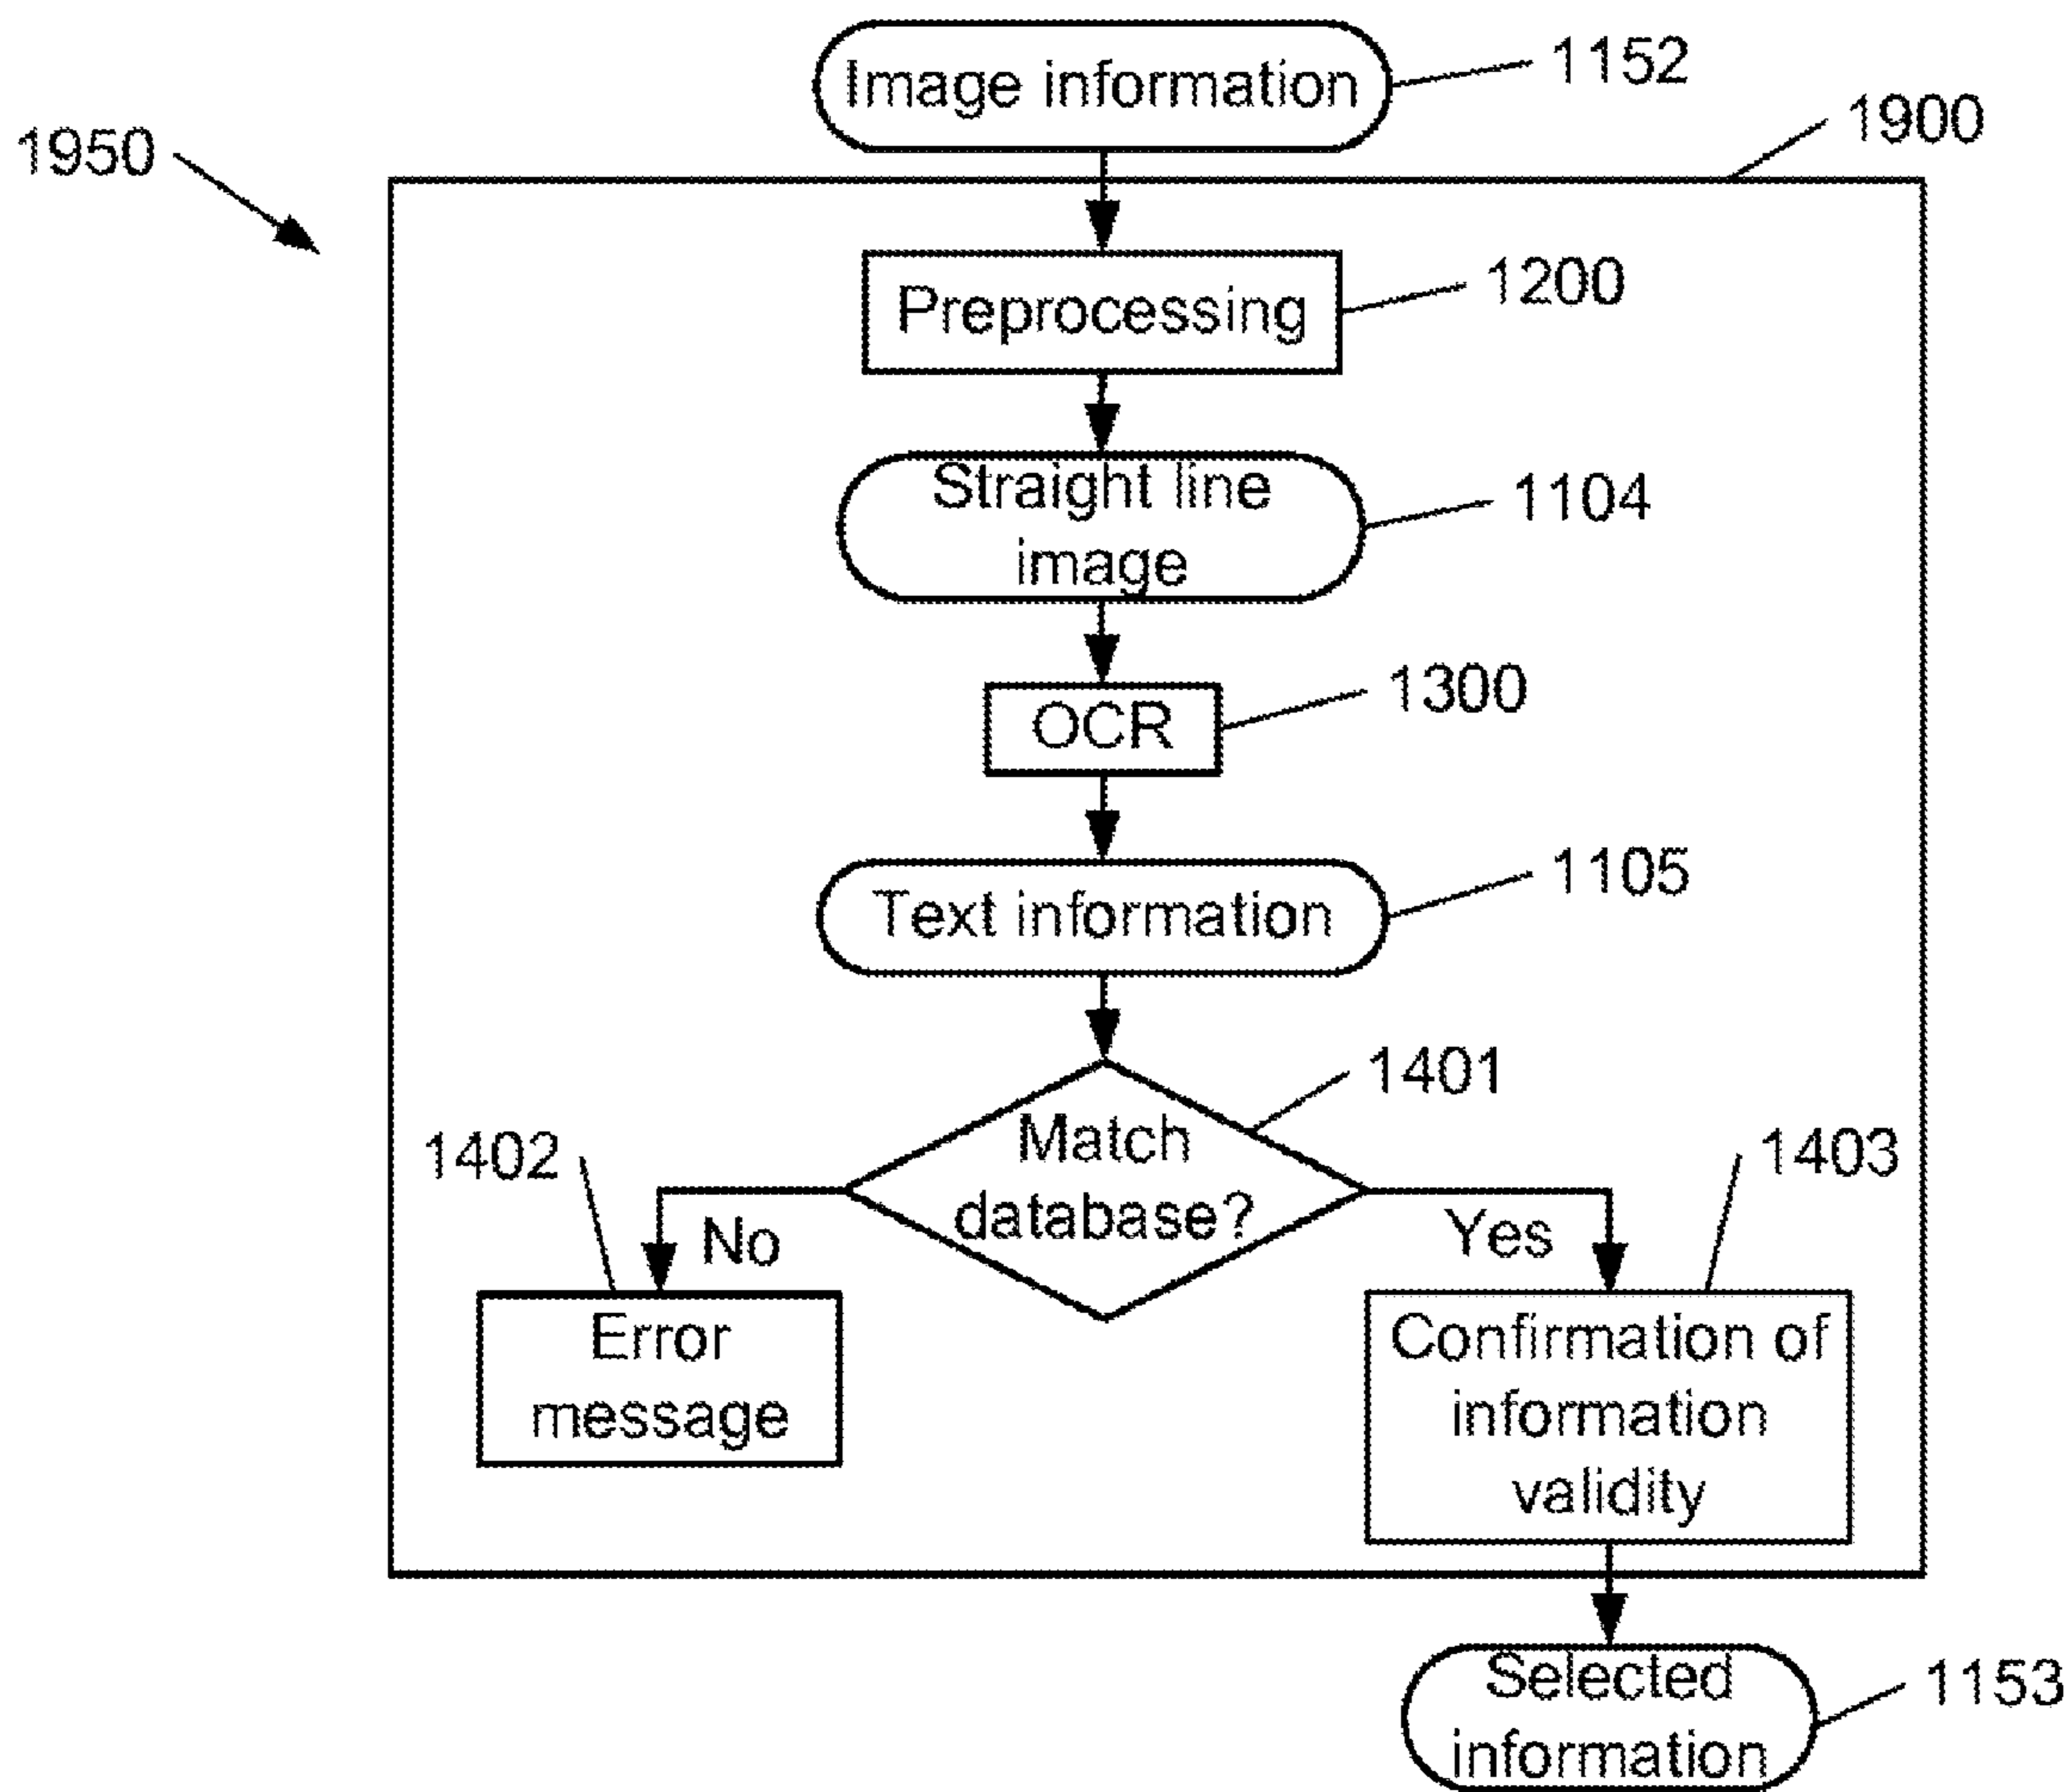 Image information
1152
1950
1900
Preprocessing
1200
Straight line
image
1104
OCR
1300
Text information
1105
Match
database?
1401
1402
No
Yes
1403
Error
message
Confirmation of
information
validity
Selected
information
1153